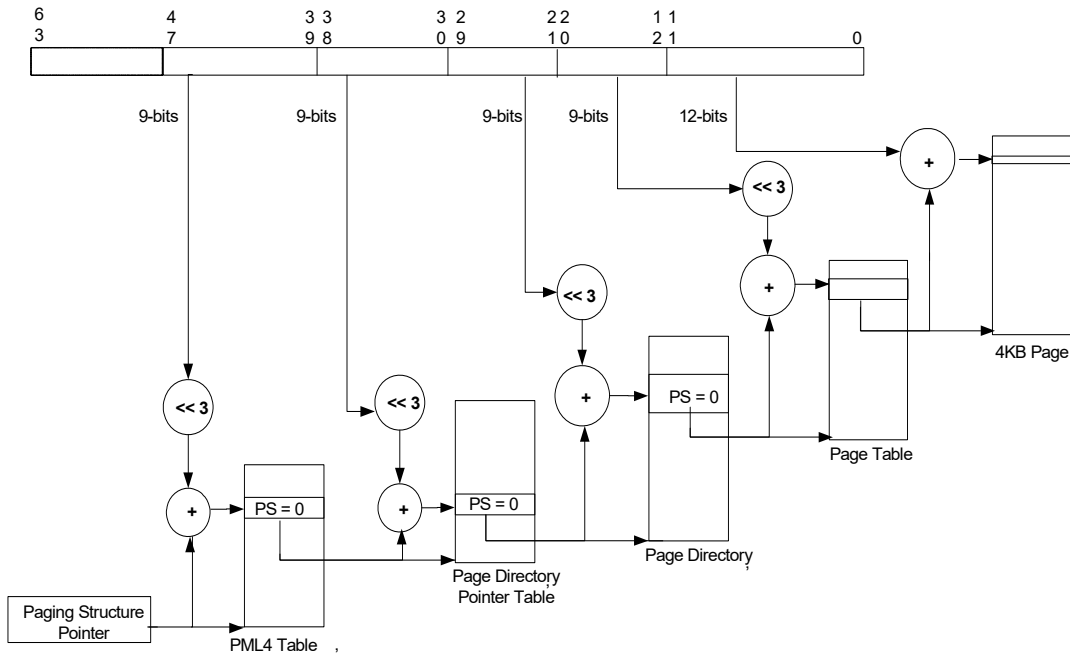 6 4 3 3 3 2 2 2 1 1
3 7 9 8 0 9 1 0 2 1 0
9-bits 9-bits 9-bits 9-bits 12-bits
+
<< 3
<< 3
+
4KB Page
PS = 0
<< 3
<< 3
+
Page Table
PS = 0
PS = 0
+
+
Page Directory,
Page Directory,
Pointer Table
Paging Structure
Pointer
PML4 Table ,